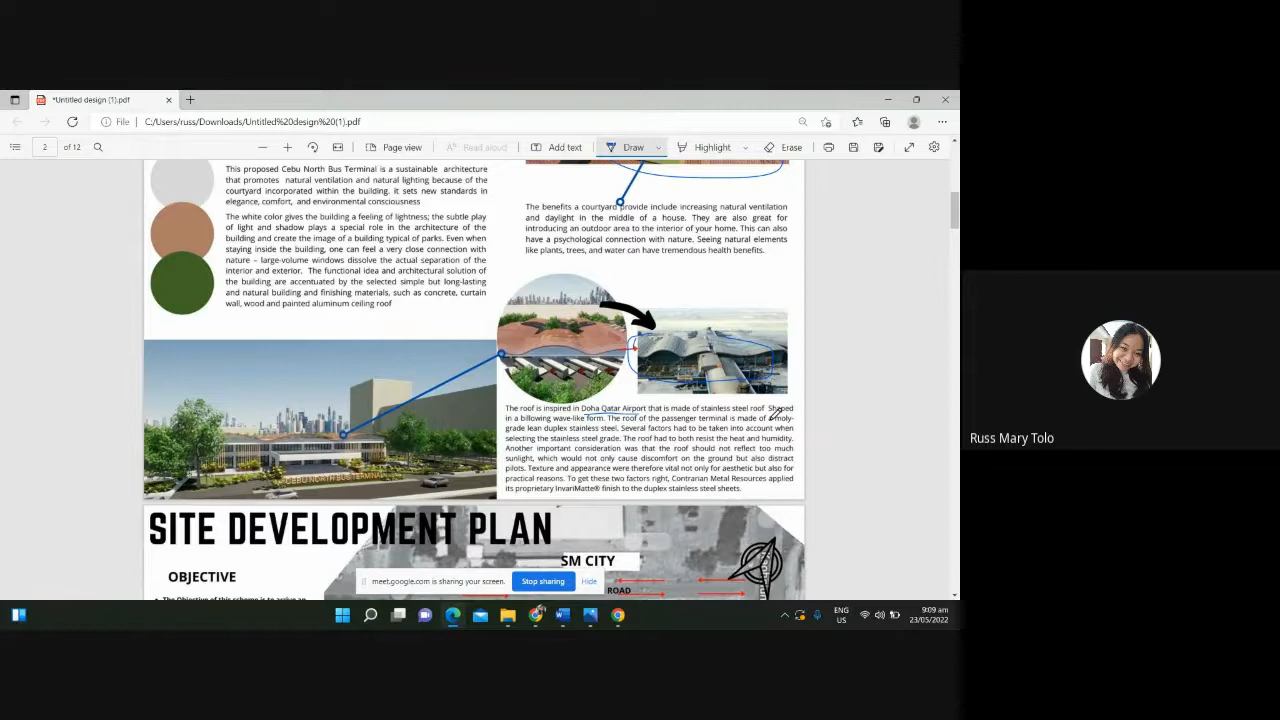 *Untitled design (1).pdf
File
C:/Users/russ/Downloads/Untitled%20design%20(1).pdf
2 of 12
Page view
Read aloud
Add text
Draw
Highlight
Erase
This proposed Cebu North Bus Terminal is a sustainable architecture
that promotes natural ventilation and natural lighting because of the
courtyard incorporated within the building. it sets new standards in
elegance, comfort, and environmental consciousness
The white color gives the building a feeling of lightness; the subtle play
of light and shadow plays a special role in the architecture of the
building and create the image of a building typical of parks. Even when
staying inside the building, one can feel a very close connection with
nature – large-volume windows dissolve the actual separation of the
interior and exterior. The functional idea and architectural solution of
the building are accentuated by the selected simple but long-lasting
and natural building and finishing materials, such as concrete, curtain
wall, wood and painted aluminum ceiling roof
The benefits a courtyard provide include increasing natural ventilation
and daylight in the middle of a house. They are also great for
introducing an outdoor area to the interior of your home. This can also
have a psychological connection with nature. Seeing natural elements
like plants, trees, and water can have tremendous health benefits.
CEBU NORTH BUS TERMINAL
The roof is inspired in Doha Qatar Airport that is made of stainless steel roof Shaped
in a billowing wave-like form. The roof of the passenger terminal is made of a moly-
grade lean duplex stainless steel. Several factors had to be taken into account when
selecting the stainless steel grade. The roof had to both resist the heat and humidity.
Another important consideration was that the roof should not reflect too much
sunlight, which would not only cause discomfort on the ground but also distract
pilots. Texture and appearance were therefore vital not only for aesthetic but also for
practical reasons. To get these two factors right, Contrarian Metal Resources applied
its proprietary InvariMatte® finish to the duplex stainless steel sheets.
SITE DEVELOPMENT PLAN
SM CITY
OBJECTIVE
ROAD
The Objective of this scheme is to arrive an
meet.google.com is sharing your screen.
Stop sharing
Hide
ENG
US
9:09 am
23/05/2022
Russ Mary Tolo